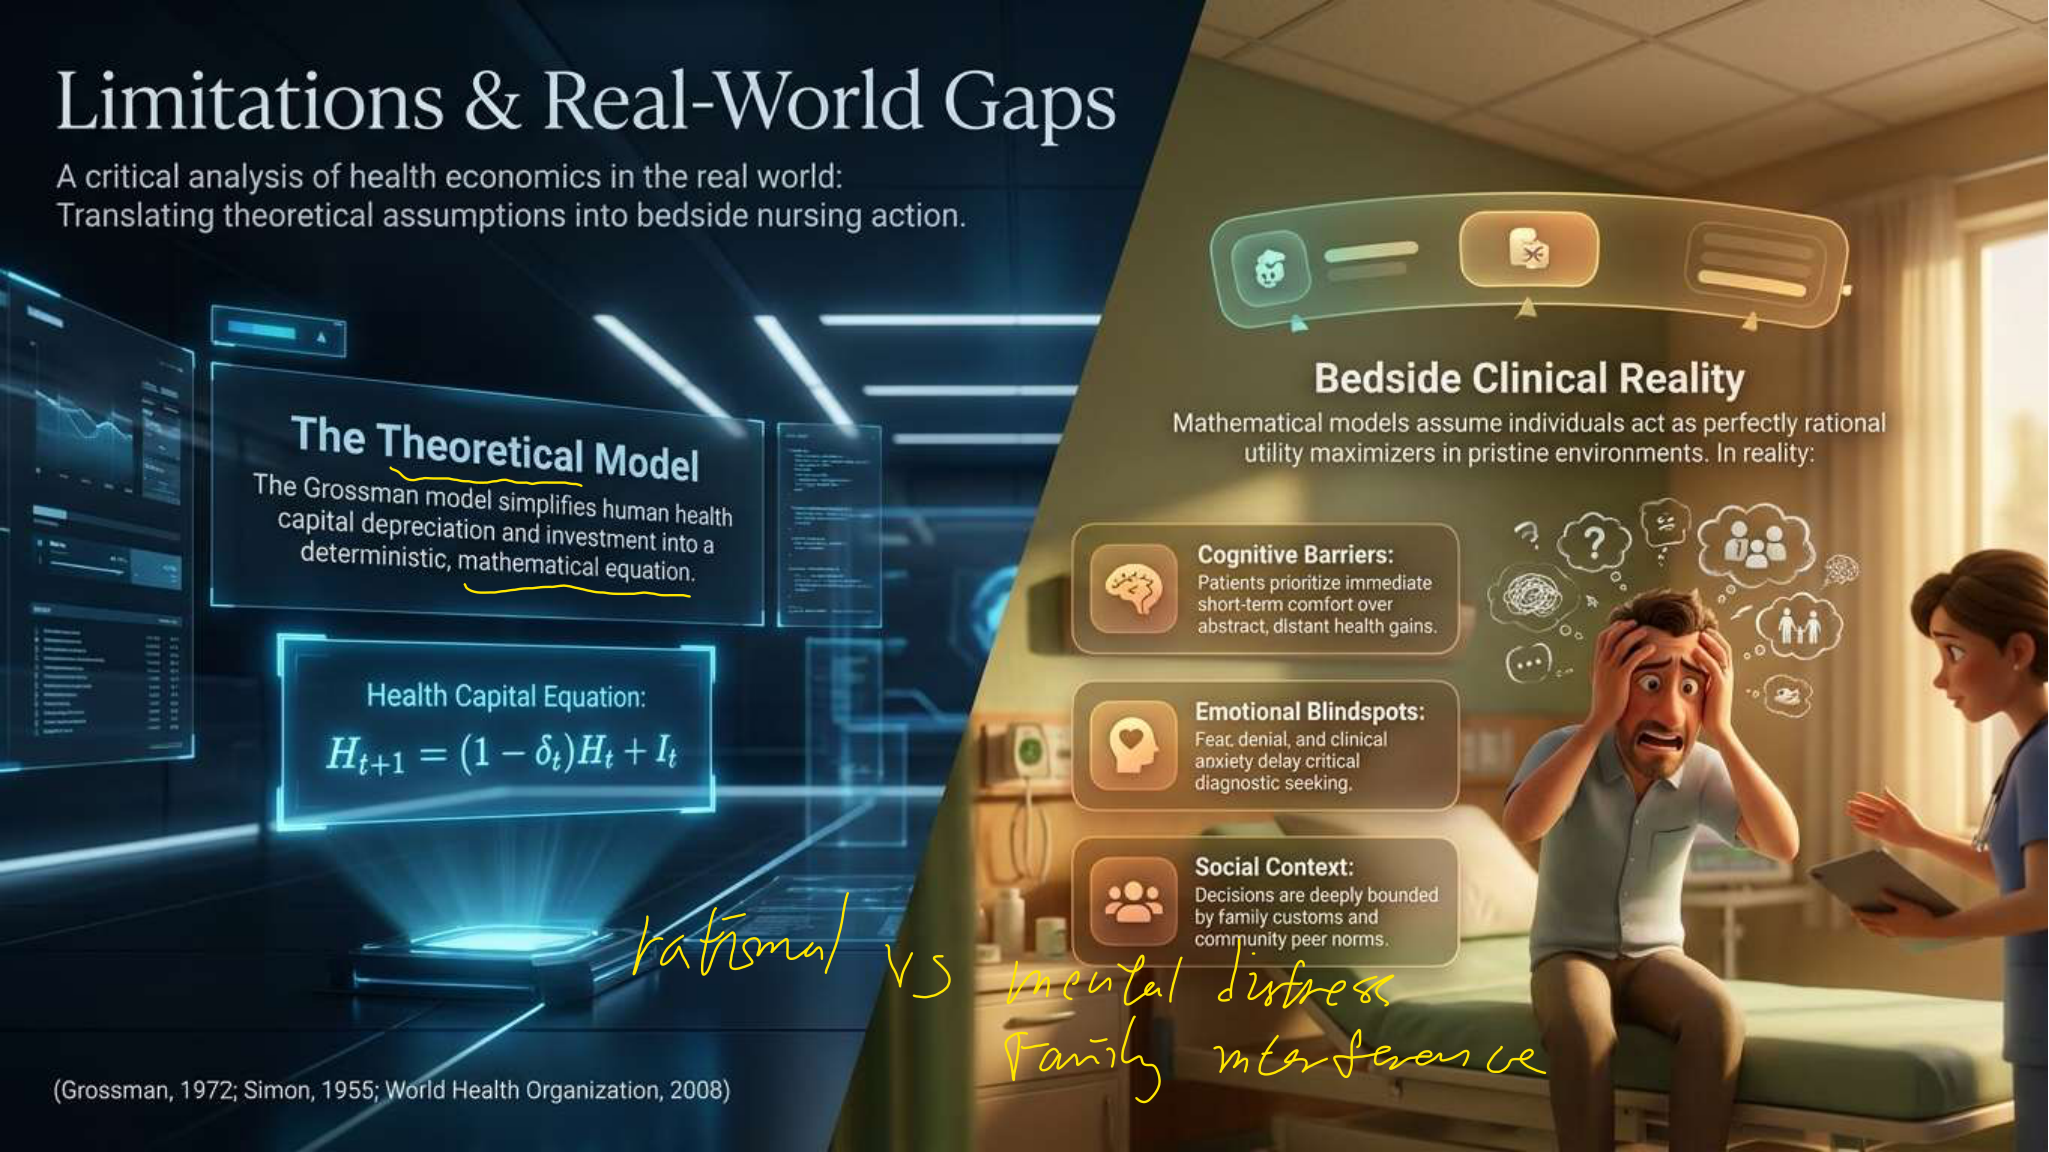 Limitations & Real-World Gaps
A critical analysis of health economics in the real world:
Translating theoretical assumptions into bedside nursing action.
The Theoretical Model
The Grossman model simplifies human health
capital depreciation and investment into a
deterministic, mathematical equation.
Health Capital Equation:
H_{t+1} = (1 − δ_t)H_t + I_t
(Grossman, 1972; Simon, 1955; World Health Organization, 2008)
Bedside Clinical Reality
Mathematical models assume individuals act as perfectly rational
utility maximizers in pristine environments. In reality:
Cognitive Barriers:
Patients prioritize immediate
short-term comfort over
abstract, distant health gains.
Emotional Blindspots:
Fear, denial, and clinical
anxiety delay critical
diagnostic seeking.
Social Context:
Decisions are deeply bounded
by family customs and
community peer norms.
rational vs mental distress
Family interference